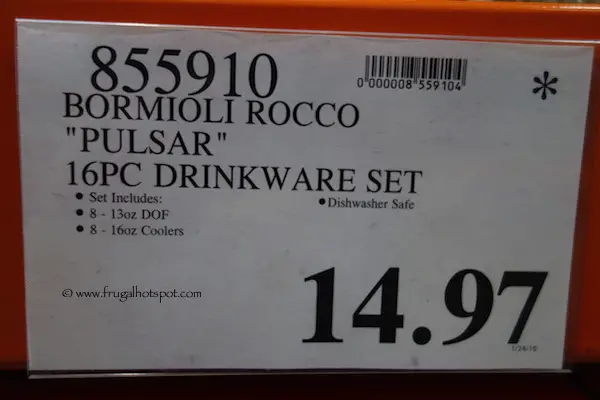 855910
0 000008 559104
*
BORMIOLI ROCCO
"PULSAR"
16PC DRINKWARE SET
• Set Includes:
• Dishwasher Safe
• 8 - 13oz DOF
• 8 - 16oz Coolers
© www.frugalhotspot.com
14.97